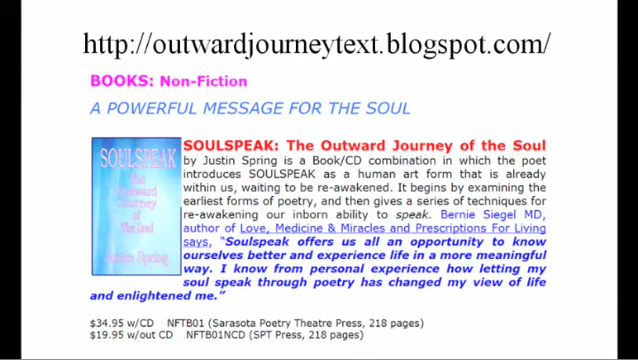 http://outwardjourneytext.blogspot.com/
BOOKS: Non-Fiction
A POWERFUL MESSAGE FOR THE SOUL
SOULSPEAK
The
Outward
Journey
of
The Soul
Justin Spring
SOULSPEAK: The Outward Journey of the Soul
by Justin Spring is a Book/CD combination in which the poet
introduces SOULSPEAK as a human art form that is already
within us, waiting to be re-awakened. It begins by examining the
earliest forms of poetry, and then gives a series of techniques for
re-awakening our inborn ability to speak. Bernie Siegel MD,
author of Love, Medicine & Miracles and Prescriptions For Living
says, "Soulspeak offers us all an opportunity to know
ourselves better and experience life in a more meaningful
way. I know from personal experience how letting my
soul speak through poetry has changed my view of life
and enlightened me."
$34.95 w/CD NFTB01 (Sarasota Poetry Theatre Press, 218 pages)
$19.95 w/out CD NFTB01NCD (SPT Press, 218 pages)